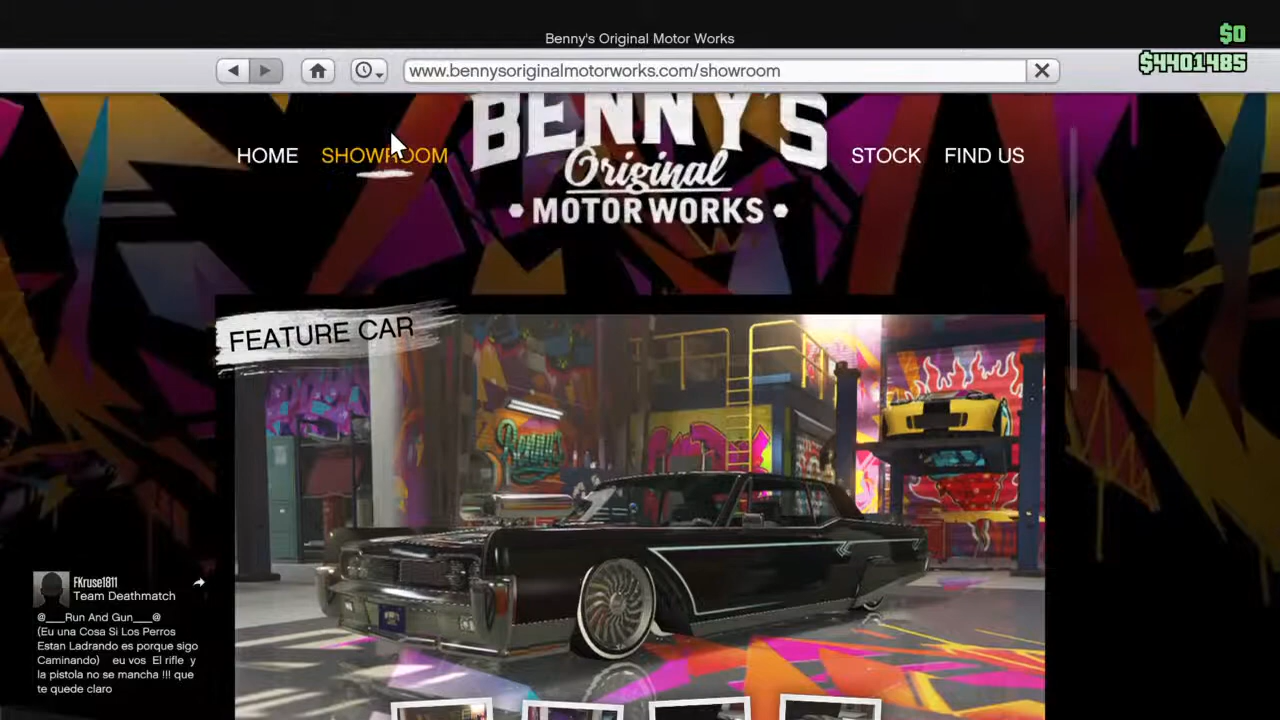 Benny's Original Motor Works
$0
$4401485
www.bennysoriginalmotorworks.com/showroom
BENNY'S
HOME SHOWROOM STOCK FIND US
Original
• MOTOR WORKS •
FEATURE CAR
Benny's
FKruse1811
Team Deathmatch
@___Run And Gun___@
(Eu una Cosa Si Los Perros
Estan Ladrando es porque sigo
Caminando) eu vos El rifle y
la pistola no se mancha !!! que
te quede claro